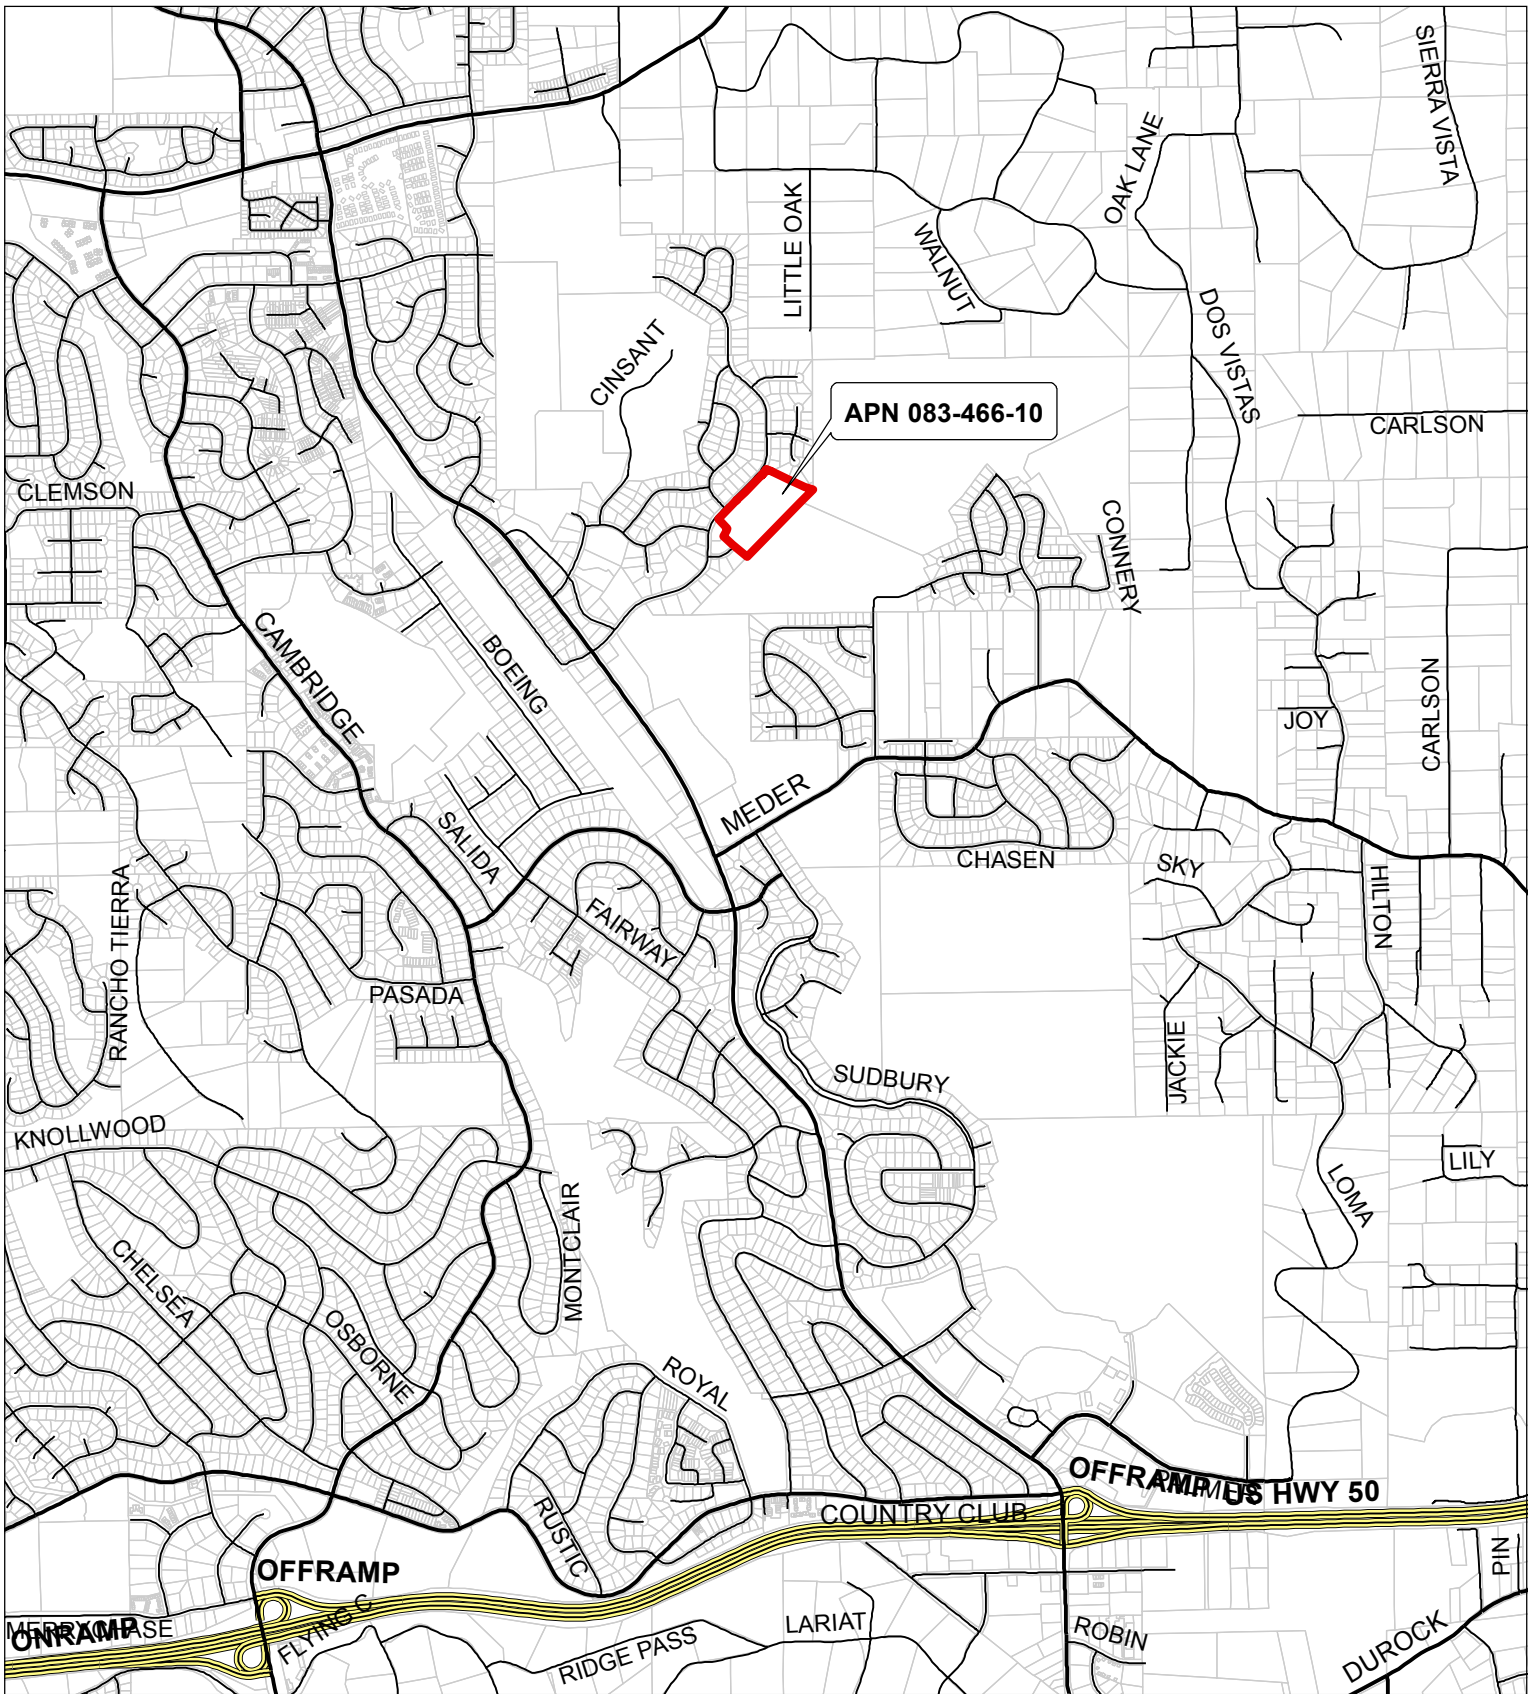 SIERRA VISTA
OAK LANE
LITTLE OAK
WALNUT
CINSANT
DOS VISTAS
APN 083-466-10
CARLSON
CLEMSON
CONNERY
CAMBRIDGE
BOEING
CARLSON
JOY
MEDER
SALIDA
CHASEN
SKY
HILTON
RANCHO TIERRA
FAIRWAY
PASADA
JACKIE
SUDBURY
KNOLLWOOD
LILY
LOMA
MONTCLAIR
CHELSEA
OSBORNE
ROYAL
OFFRAMP
US HWY 50
COUNTRY CLUB
RUSTIC
PIN
OFFRAMP
FLYING C
MERRYCHASE
ONRAMP
LARIAT
ROBIN
RIDGE PASS
DUROCK